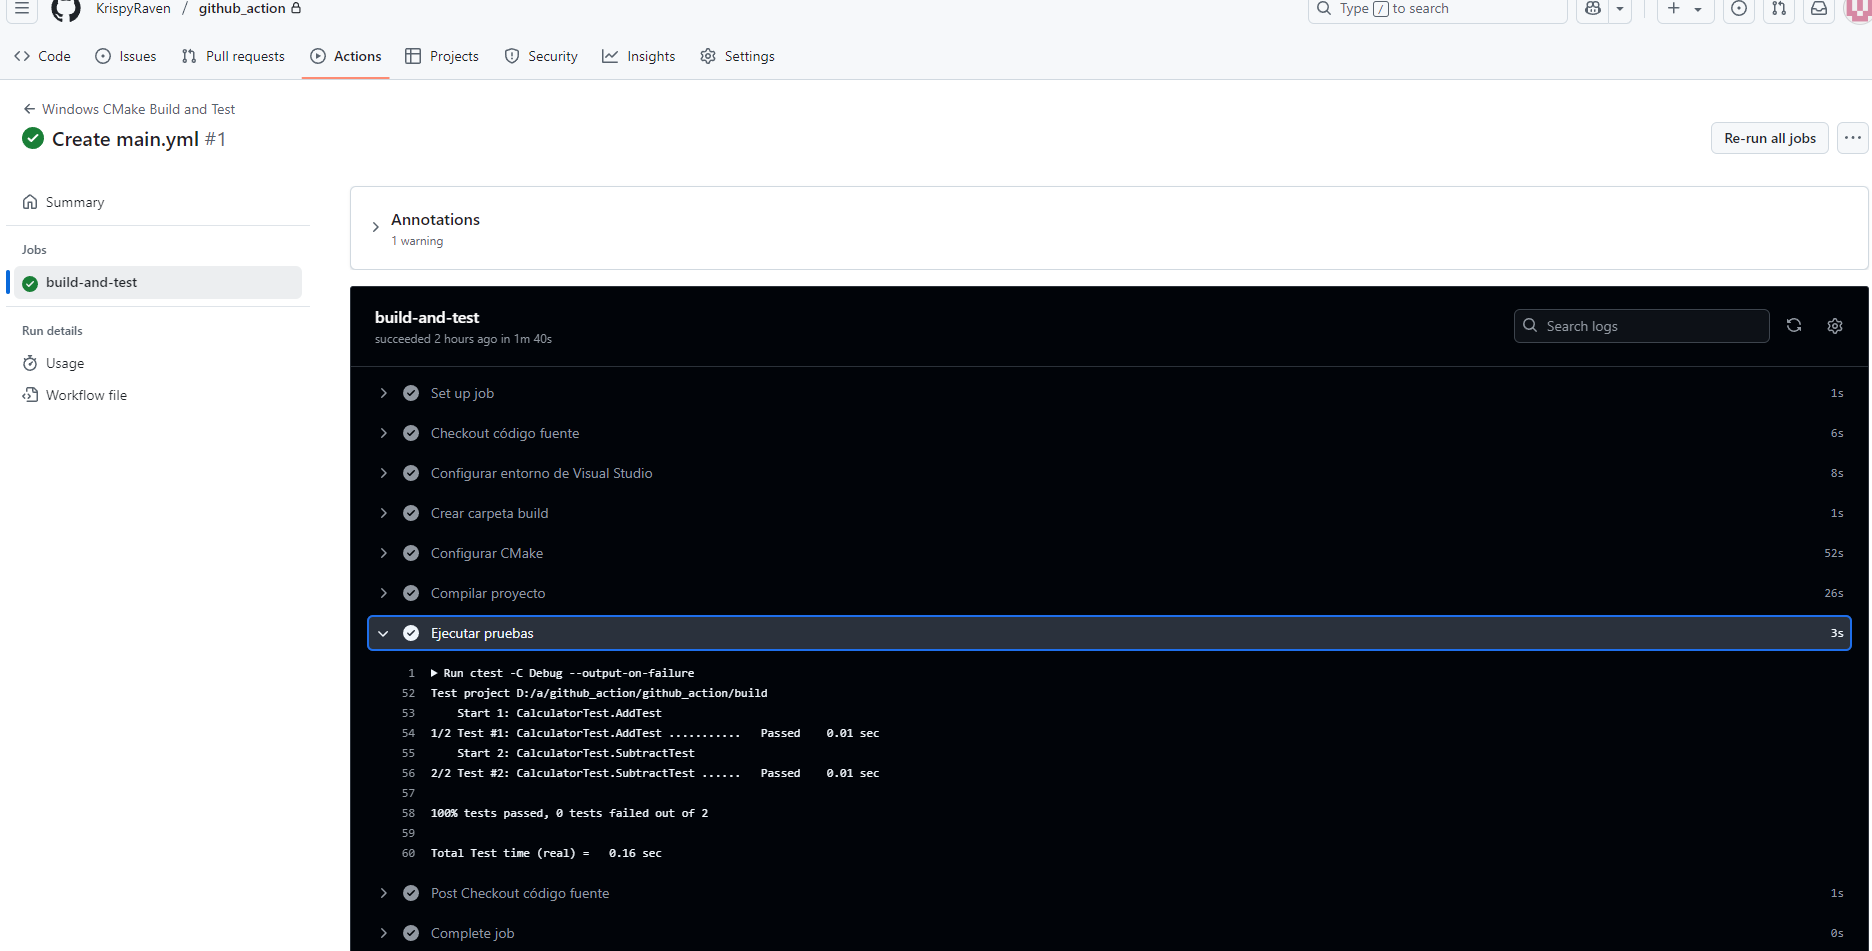 KrispyRaven / github_action
Type / to search
Code Issues Pull requests Actions Projects Security Insights Settings
Windows CMake Build and Test
Create main.yml #1
Re-run all jobs
Summary
Annotations
1 warning
Jobs
build-and-test
Run details
Usage
Workflow file
build-and-test
succeeded 2 hours ago in 1m 40s
Search logs
Set up job 1s
Checkout código fuente 6s
Configurar entorno de Visual Studio 8s
Crear carpeta build 1s
Configurar CMake 52s
Compilar proyecto 26s
Ejecutar pruebas 3s
1 Run ctest -C Debug --output-on-failure
52 Test project D:/a/github_action/github_action/build
53 Start 1: CalculatorTest.AddTest
54 1/2 Test #1: CalculatorTest.AddTest ........... Passed 0.01 sec
55 Start 2: CalculatorTest.SubtractTest
56 2/2 Test #2: CalculatorTest.SubtractTest ...... Passed 0.01 sec
57
58 100% tests passed, 0 tests failed out of 2
59
60 Total Test time (real) = 0.16 sec
Post Checkout código fuente 1s
Complete job 0s